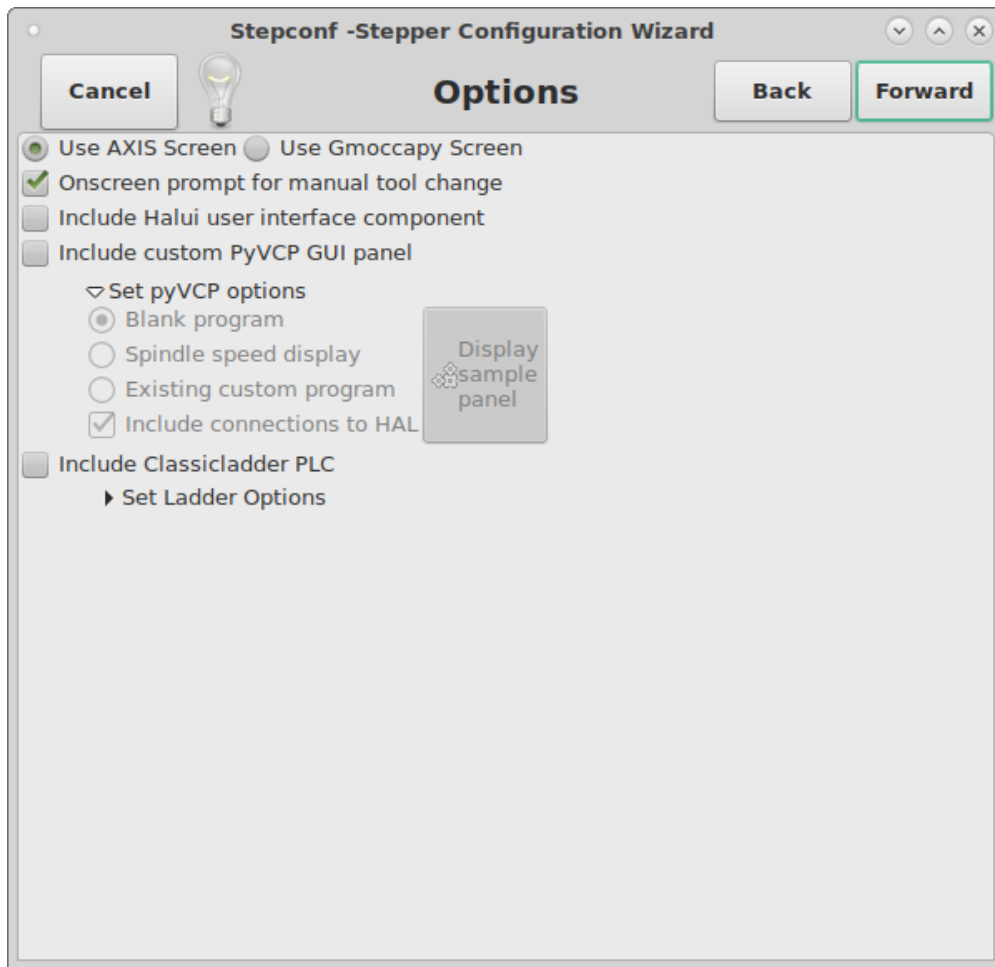 Stepconf -Stepper Configuration Wizard
Cancel
Options
Back
Forward
Use AXIS Screen Use Gmoccapy Screen
Onscreen prompt for manual tool change
Include Halui user interface component
Include custom PyVCP GUI panel
Set pyVCP options
Blank program
Spindle speed display
Existing custom program
Include connections to HAL
Display
sample
panel
Include Classicladder PLC
Set Ladder Options